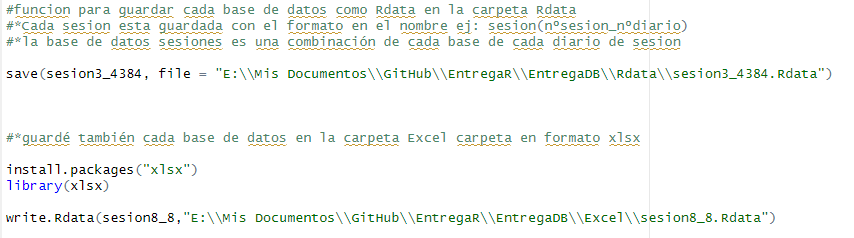 #funcion para guardar cada base de datos como Rdata en la carpeta Rdata
#*Cada sesion esta guardada con el formato en el nombre ej: sesion(nºsesion_nºdiario)
#*la base de datos sesiones es una combinación de cada base de cada diario de sesion
save(sesion3_4384, file = "E:\\Mis Documentos\\GitHub\\EntregaR\\EntregaDB\\Rdata\\sesion3_4384.Rdata")
#*guardé también cada base de datos en la carpeta Excel carpeta en formato xlsx
install.packages("xlsx")
library(xlsx)
write.Rdata(sesion8_8,"E:\\Mis Documentos\\GitHub\\EntregaR\\EntregaDB\\Excel\\sesion8_8.Rdata")